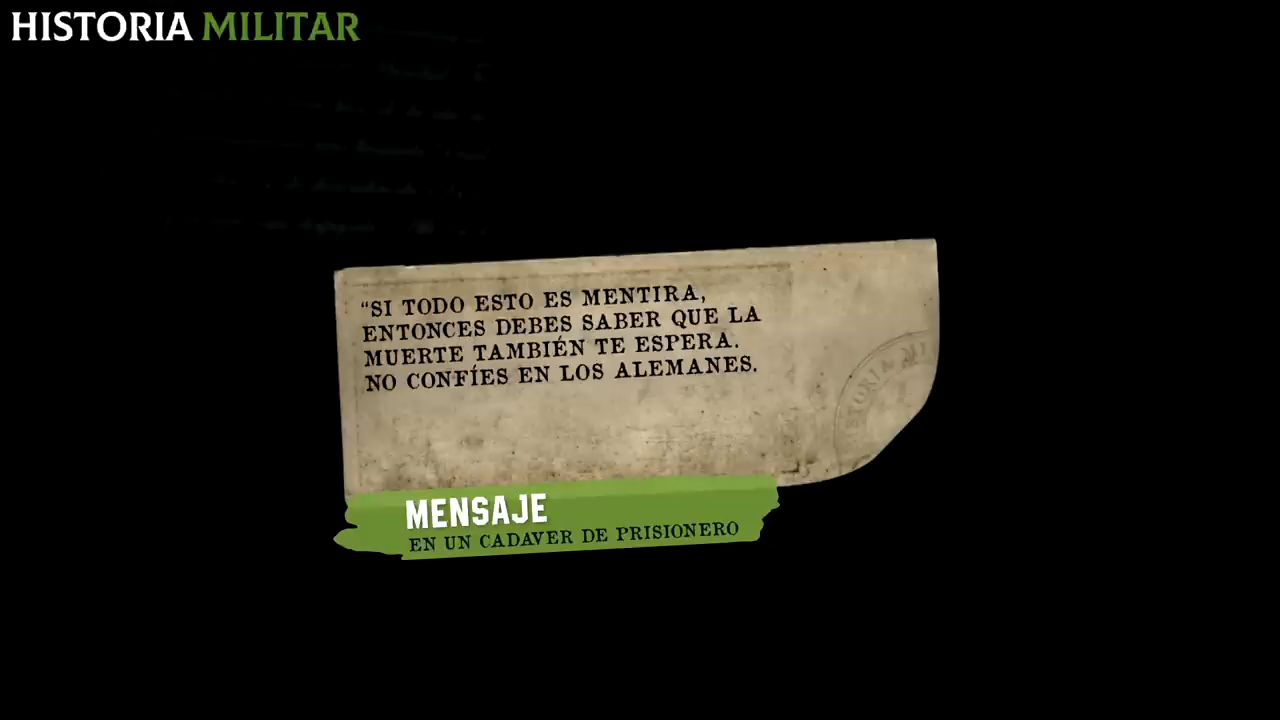 HISTORIA MILITAR
“SI TODO ESTO ES MENTIRA,
ENTONCES DEBES SABER QUE LA
MUERTE TAMBIÉN TE ESPERA.
NO CONFÍES EN LOS ALEMANES.
MENSAJE
EN UN CADAVER DE PRISIONERO